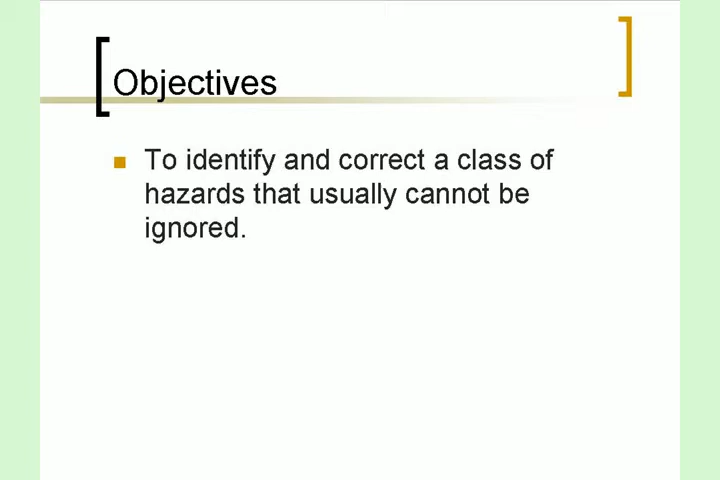 Objectives
To identify and correct a class of
hazards that usually cannot be
ignored.